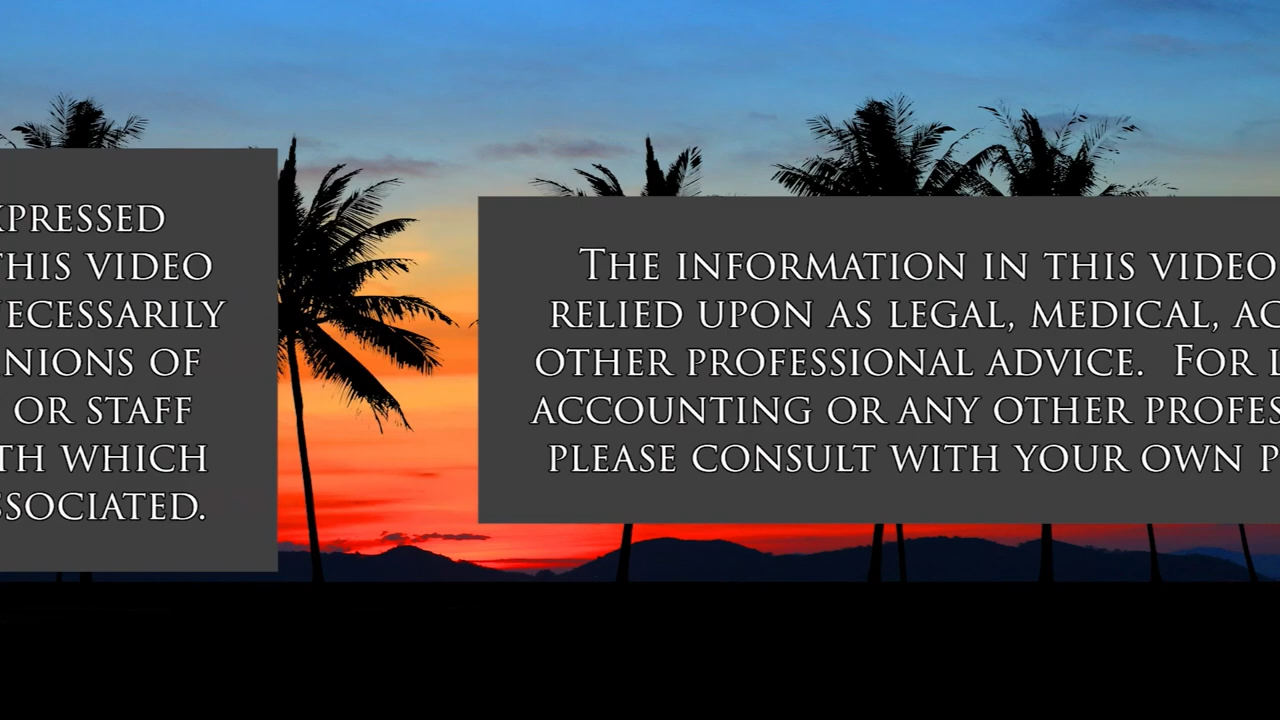 XPRESSED
THIS VIDEO
NECESSARILY
NIONS OF
OR STAFF
TH WHICH
SSOCIATED.
THE INFORMATION IN THIS VIDEO
RELIED UPON AS LEGAL, MEDICAL, AC
OTHER PROFESSIONAL ADVICE. FOR L
ACCOUNTING OR ANY OTHER PROFES
PLEASE CONSULT WITH YOUR OWN P